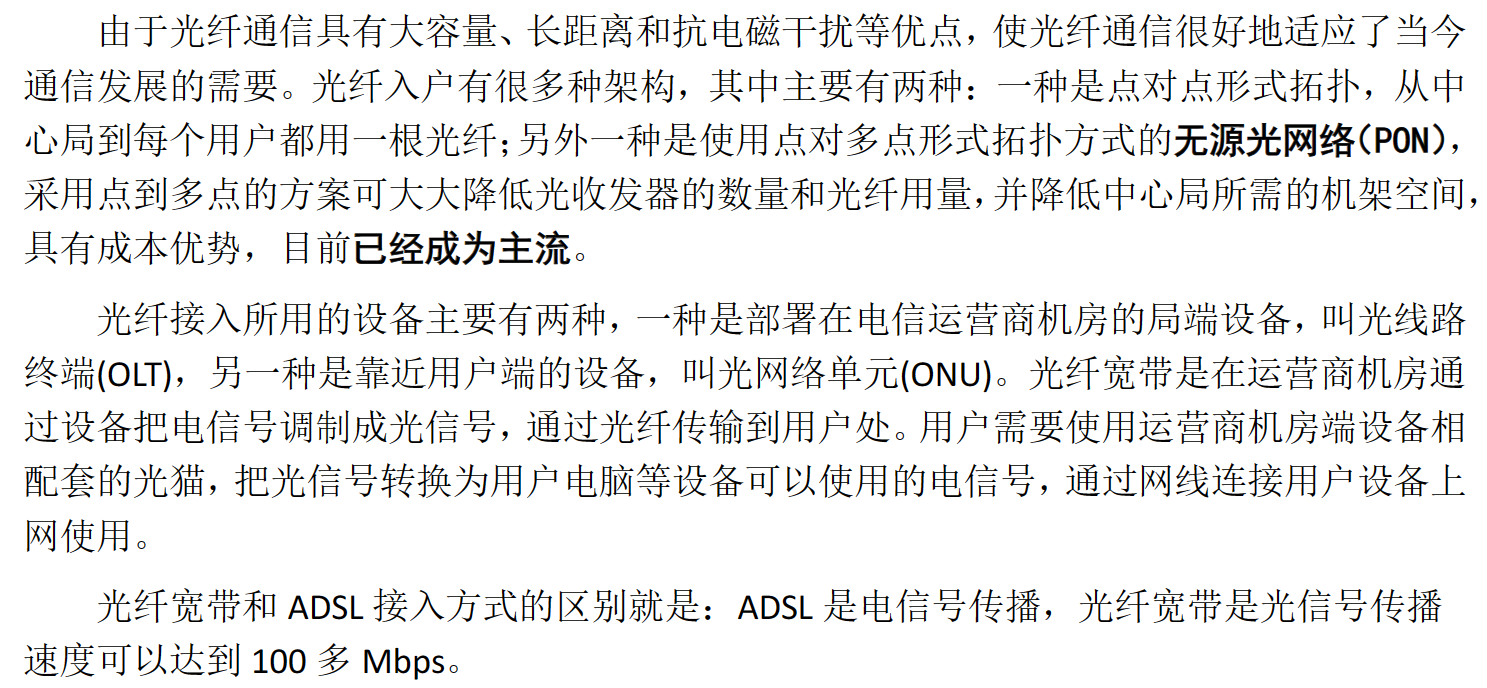 由于光纤通信具有大容量、长距离和抗电磁干扰等优点，使光纤通信很好地适应了当今
通信发展的需要。光纤入户有很多种架构，其中主要有两种：一种是点对点形式拓扑，从中
心局到每个用户都用一根光纤；另外一种是使用点对多点形式拓扑方式的无源光网络（PON），
采用点到多点的方案可大大降低光收发器的数量和光纤用量，并降低中心局所需的机架空间，
具有成本优势，目前已经成为主流。
光纤接入所用的设备主要有两种，一种是部署在电信运营商机房的局端设备，叫光线路
终端(OLT)，另一种是靠近用户端的设备，叫光网络单元(ONU)。光纤宽带是在运营商机房通
过设备把电信号调制成光信号，通过光纤传输到用户处。用户需要使用运营商机房端设备相
配套的光猫，把光信号转换为用户电脑等设备可以使用的电信号，通过网线连接用户设备上
网使用。
光纤宽带和 ADSL 接入方式的区别就是：ADSL 是电信号传播，光纤宽带是光信号传播
速度可以达到 100 多 Mbps。